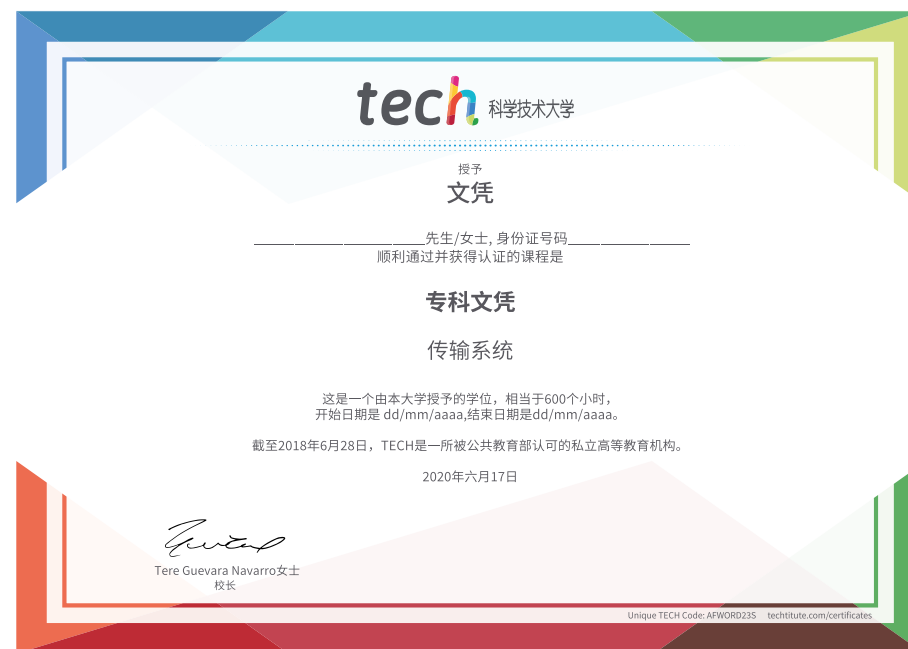 tech 科学技术大学
授予
文凭
_____________________先生/女士, 身份证号码_______________
顺利通过并获得认证的课程是
专科文凭
传输系统
这是一个由本大学授予的学位，相当于600个小时，
开始日期是 dd/mm/aaaa,结束日期是dd/mm/aaaa。
截至2018年6月28日，TECH是一所被公共教育部认可的私立高等教育机构。
2020年六月17日
Tere Guevara Navarro女士
校长
Unique TECH Code: AFWORD23S techtitute.com/certificates